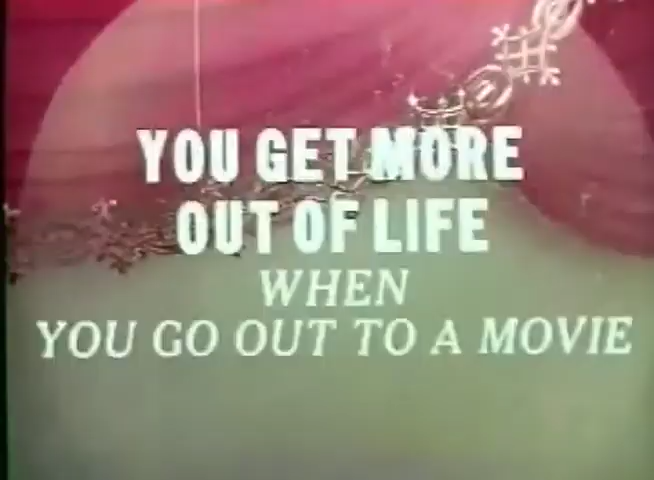 YOU GET MORE
OUT OF LIFE
WHEN
YOU GO OUT TO A MOVIE